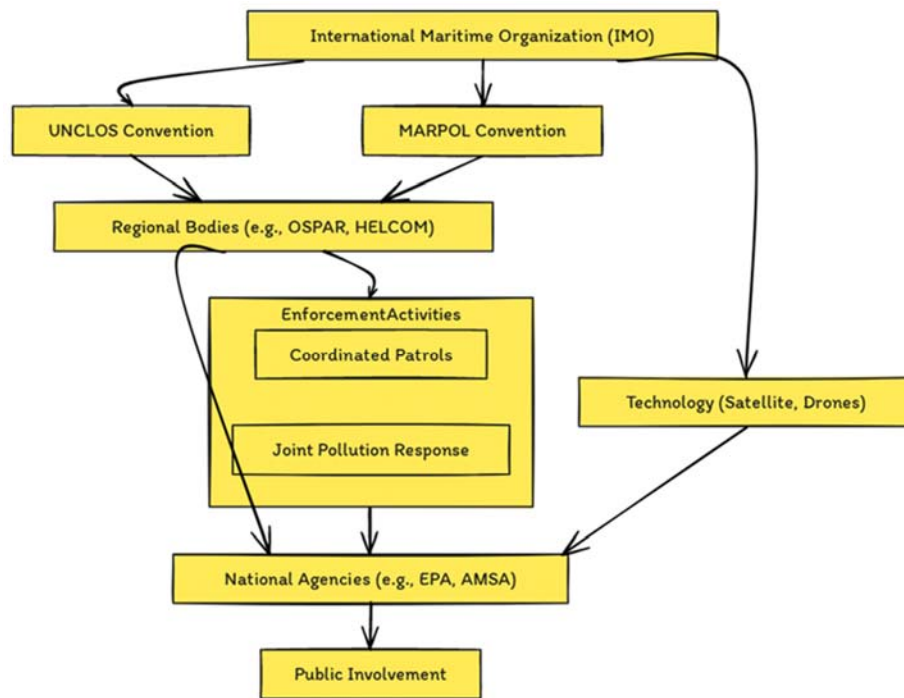 International Maritime Organization (IMO)
UNCLOS Convention
MARPOL Convention
Regional Bodies (e.g., OSPAR, HELCOM)
EnforcementActivities
Coordinated Patrols
Technology (Satellite, Drones)
Joint Pollution Response
National Agencies (e.g., EPA, AMSA)
Public Involvement